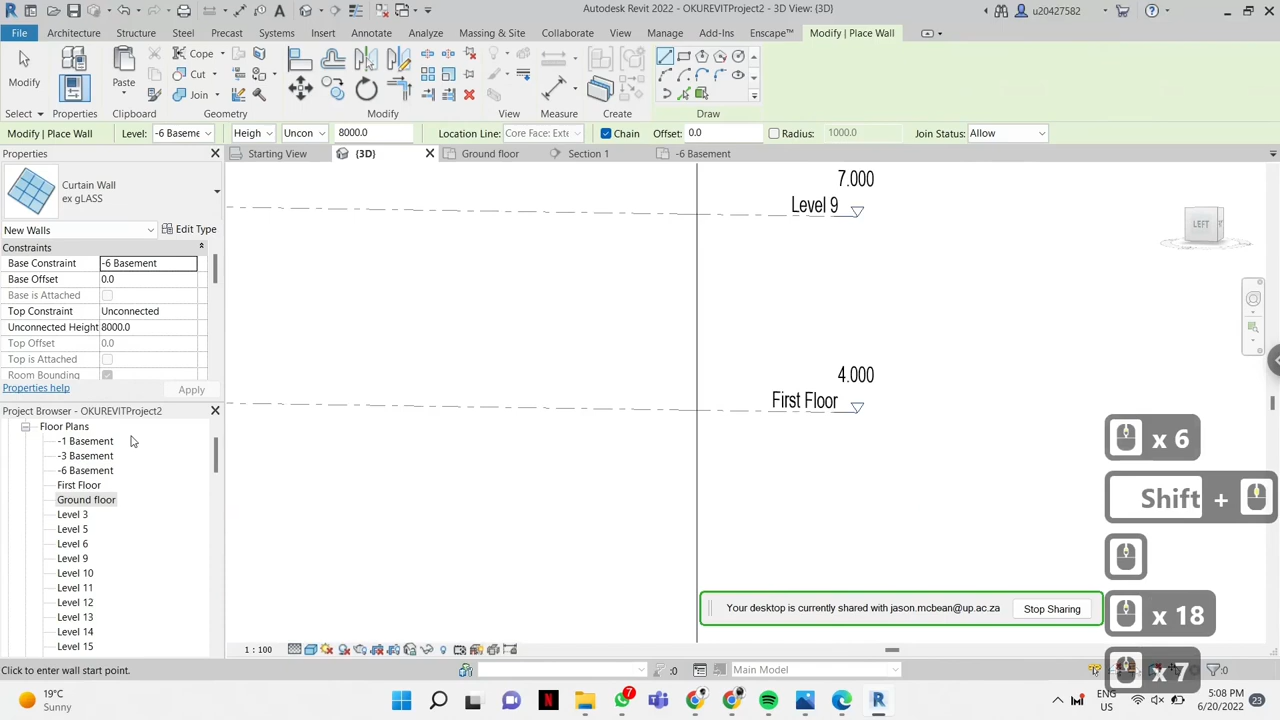 Autodesk Revit 2022 - OKUREVITProject2 - 3D View: {3D}
u20427582
File Architecture Structure Steel Precast Systems Insert Annotate Analyze Massing & Site Collaborate View Manage Add-Ins Enscape™ Modify | Place Wall
Modify
Paste
Cope
Cut
Join
Select Properties Clipboard Geometry Modify View Measure Create Draw
Modify | Place Wall Level: -6 Baseme Heigh Uncon 8000.0 Location Line: Core Face: Exte Chain Offset: 0.0 Radius: 1000.0 Join Status: Allow
Properties
Starting View {3D} Ground floor Section 1 -6 Basement
Curtain Wall
ex gLASS
New Walls Edit Type
Constraints
Base Constraint -6 Basement
Base Offset 0.0
Base is Attached
Top Constraint Unconnected
Unconnected Height 8000.0
Top Offset 0.0
Top is Attached
Room Bounding
Properties help Apply
Project Browser - OKUREVITProject2
Floor Plans
-1 Basement
-3 Basement
-6 Basement
First Floor
Ground floor
Level 3
Level 5
Level 6
Level 9
Level 10
Level 11
Level 12
Level 13
Level 14
Level 15
7.000
Level 9
4.000
First Floor
LEFT
x 6
Shift +
x 18
x 7
Your desktop is currently shared with jason.mcbean@up.ac.za Stop Sharing
1 : 100
Click to enter wall start point.
:0 Main Model :0
19°C
Sunny
7
ENG
US
5:08 PM
6/20/2022
23